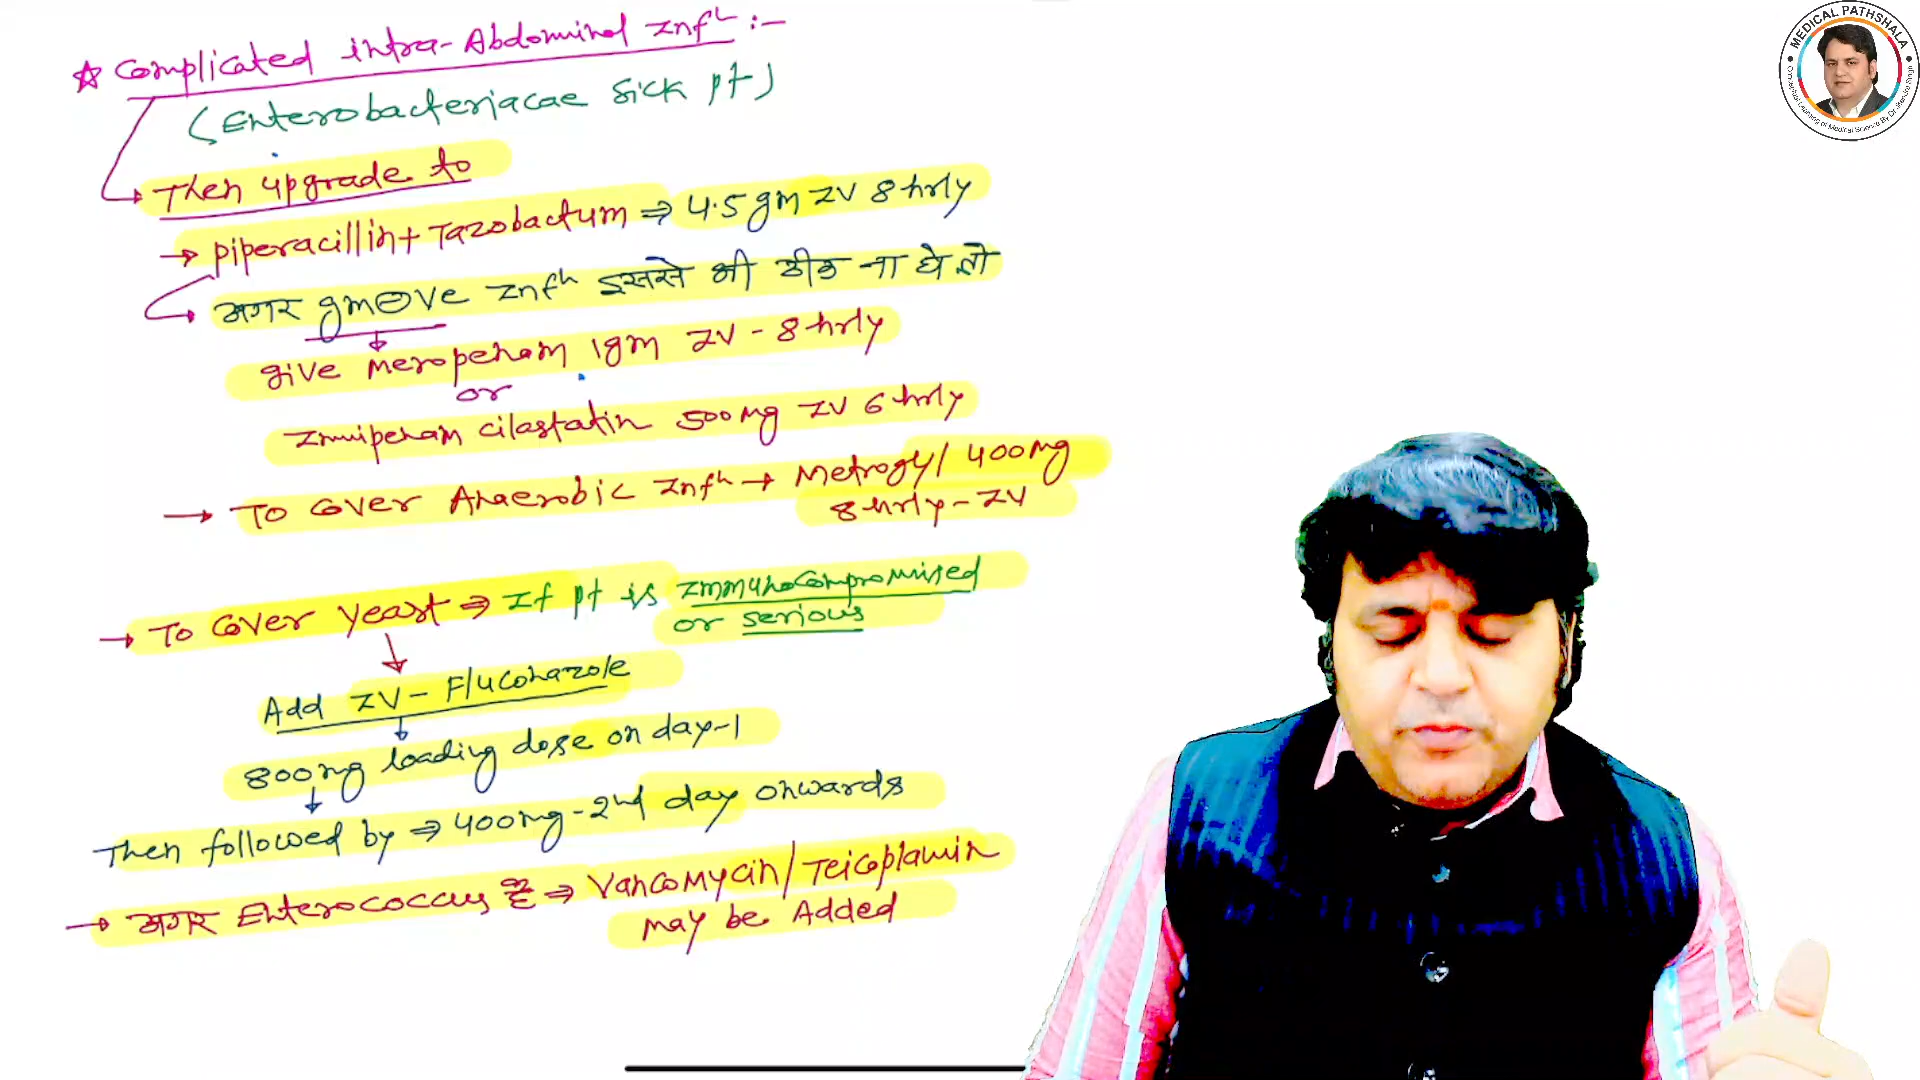 ☆ Complicated intra-Abdominal Infⁿ :-
(Enterobacteriacae Sick pt)
Then upgrade to
→ piperacillin + Tazobactum ⇒ 4.5 gm IV 8 hrly
अगर gm⊖ve Infⁿ इससे भी ठीक ना होतो
give meropenam 1gm IV - 8 hrly
or
Imipenam cilastatin 500mg IV 6 hrly
→ To cover Anaerobic Infⁿ → Metrogyl 400mg
8 hrly - IV
→ To cover yeast ⇒ If pt is Immunocompromised
or serious
Add IV - Fluconazole
800mg loading dose on day-1
Then followed by ⇒ 400mg - 2nd day onwards
→ अगर Enterococcus है ⇒ Vancomycin/Teicoplanin
may be Added
MEDICAL PATHSHALA